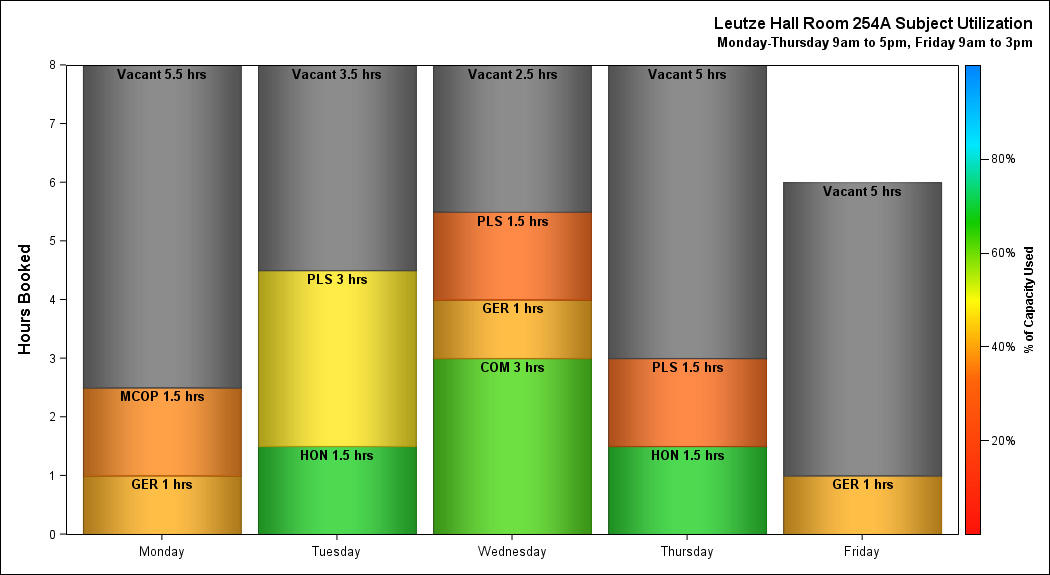 Leutze Hall Room 254A Subject Utilization
Monday-Thursday 9am to 5pm, Friday 9am to 3pm
Hours Booked
8
7
6
5
4
3
2
1
0
Vacant 5.5 hrs
MCOP 1.5 hrs
GER 1 hrs
Vacant 3.5 hrs
PLS 3 hrs
HON 1.5 hrs
Vacant 2.5 hrs
PLS 1.5 hrs
GER 1 hrs
COM 3 hrs
Vacant 5 hrs
PLS 1.5 hrs
HON 1.5 hrs
Vacant 5 hrs
GER 1 hrs
Monday
Tuesday
Wednesday
Thursday
Friday
80%
60%
40%
20%
% of Capacity Used